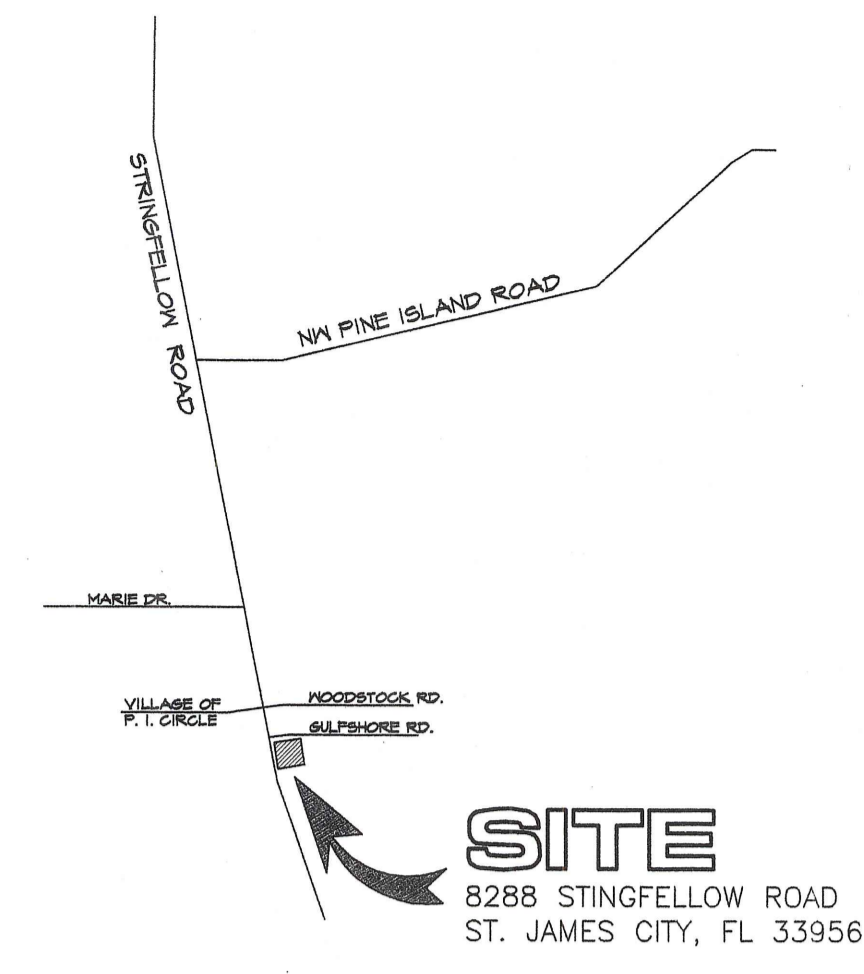 STRINGFELLOW ROAD
NW PINE ISLAND ROAD
MARIE DR.
VILLAGE OF
P. I. CIRCLE
WOODSTOCK RD.
GULFSHORE RD.
SITE
8288 STINGFELLOW ROAD
ST. JAMES CITY, FL 33956